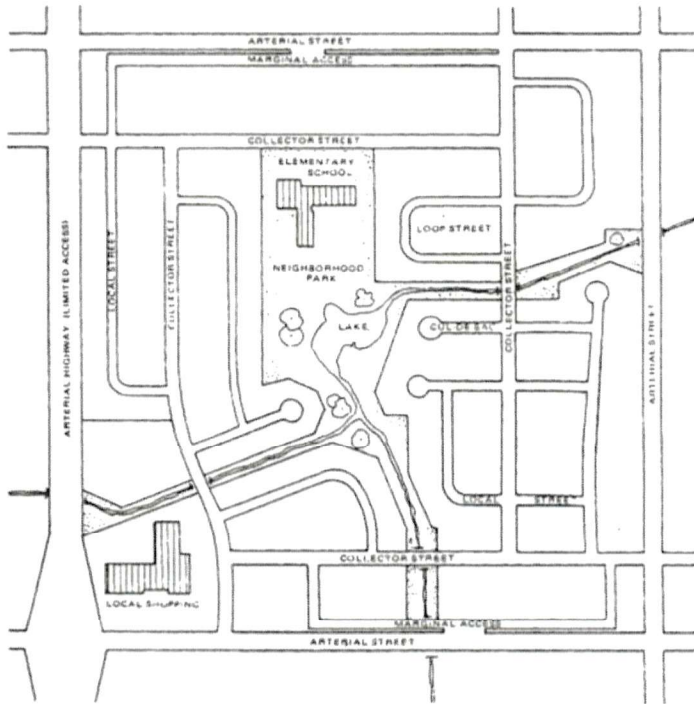 ARTERIAL STREET
MARGINAL ACCESS
COLLECTOR STREET
ELEMENTARY
SCHOOL
LOOP STREET
NEIGHBORHOOD
PARK
LAKE
CUL DE SAC
ARTERIAL HIGHWAY (LIMITED ACCESS)
LOCAL STREET
COLLECTOR STREET
COLLECTOR STREET
ARTERIAL STREET
LOCAL STREET
COLLECTOR STREET
LOCAL SHOPPING
MARGINAL ACCESS
ARTERIAL STREET